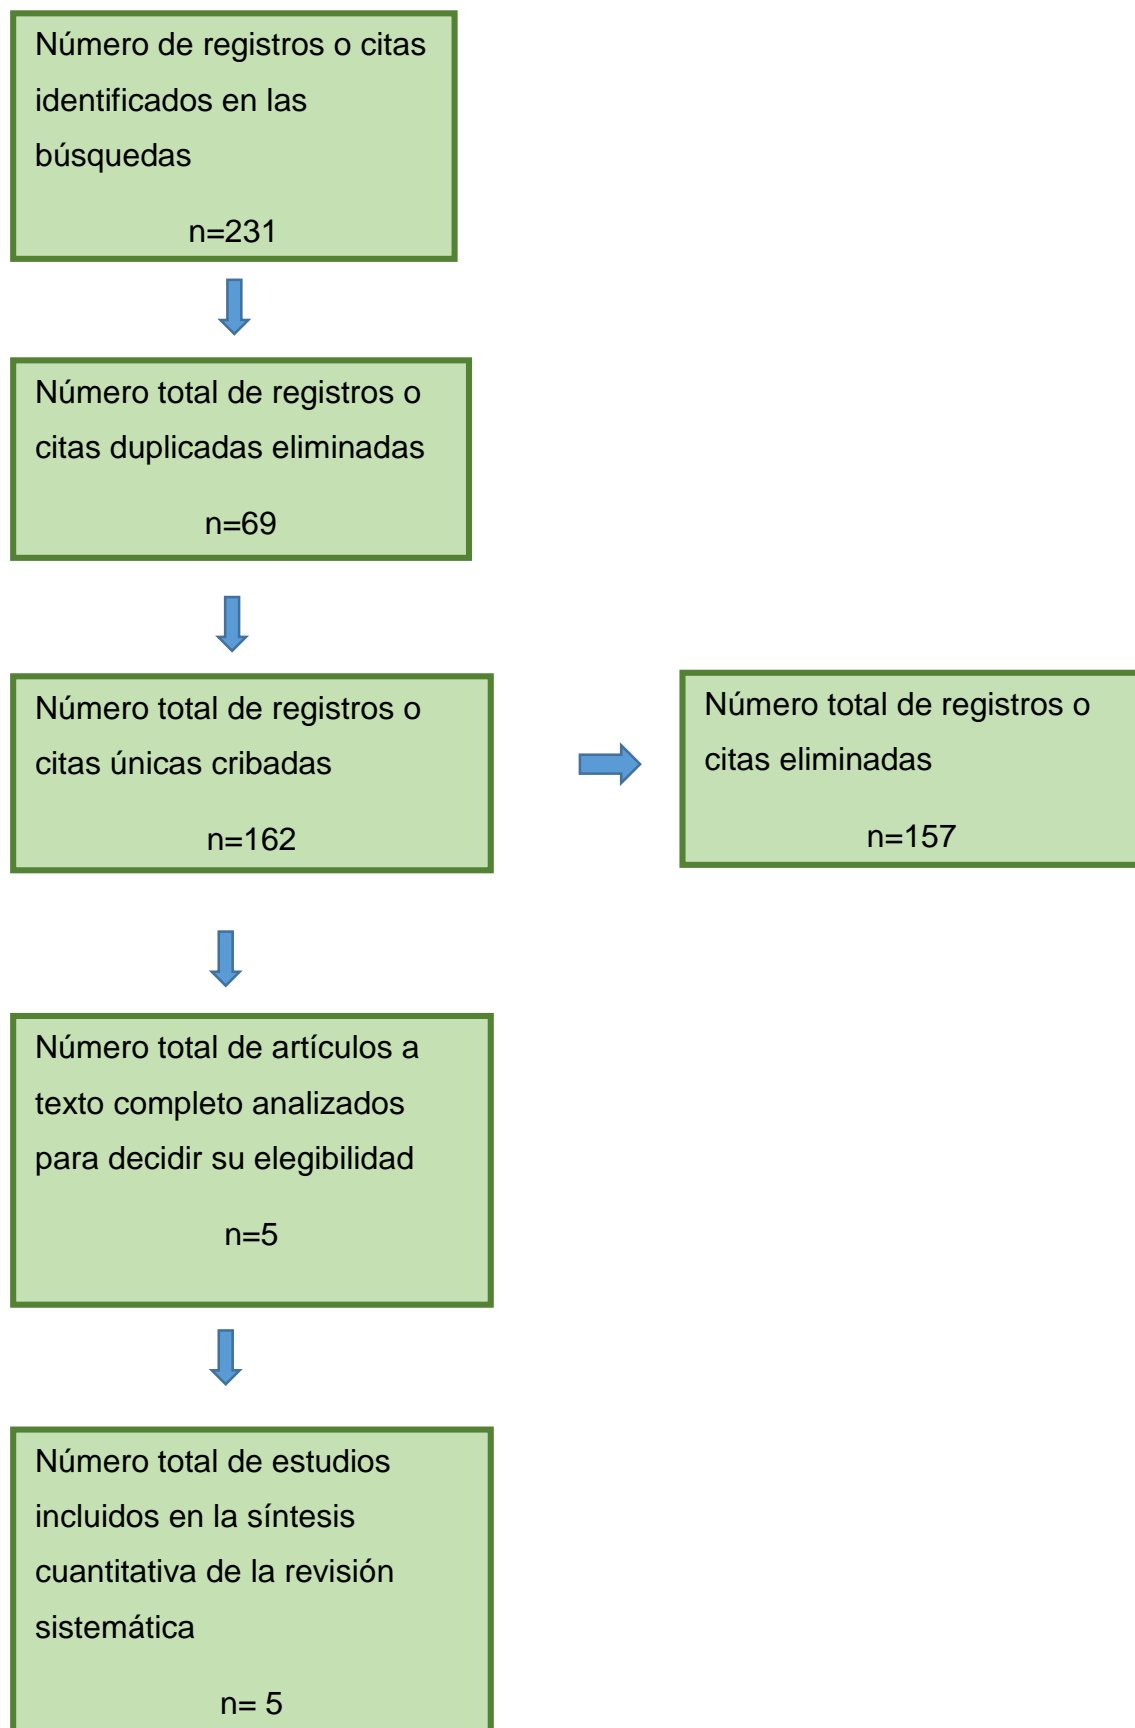 Número de registros o citas
identificados en las
búsquedas
n=231
Número total de registros o
citas duplicadas eliminadas
n=69
Número total de registros o
citas únicas cribadas
n=162
Número total de registros o
citas eliminadas
n=157
Número total de artículos a
texto completo analizados
para decidir su elegibilidad
n=5
Número total de estudios
incluidos en la síntesis
cuantitativa de la revisión
sistemática
n= 5